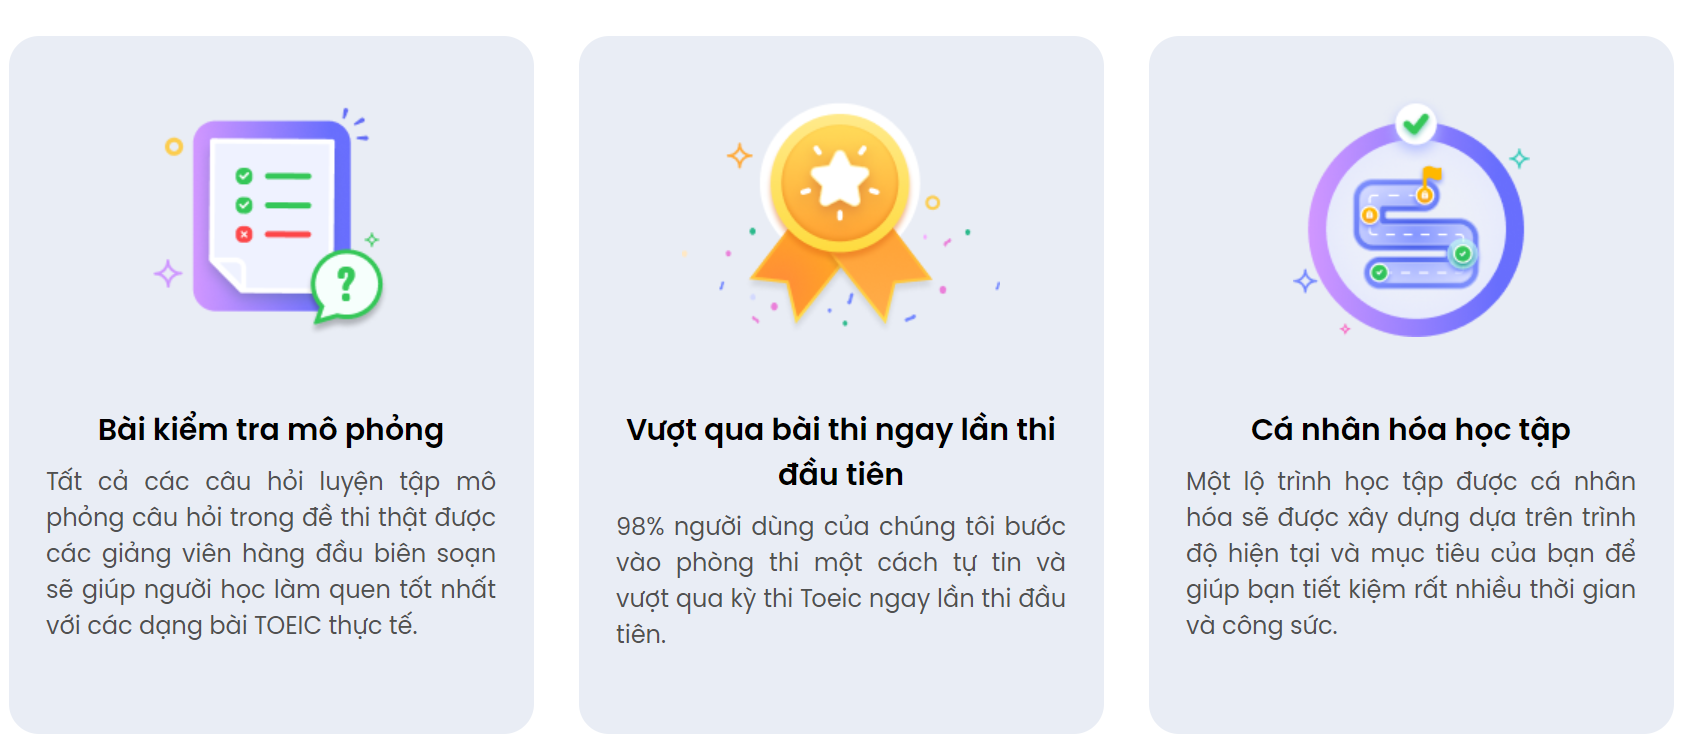 Bài kiểm tra mô phỏng
Tất cả các câu hỏi luyện tập mô
phỏng câu hỏi trong đề thi thật được
các giảng viên hàng đầu biên soạn
sẽ giúp người học làm quen tốt nhất
với các dạng bài TOEIC thực tế.
Vượt qua bài thi ngay lần thi
đầu tiên
98% người dùng của chúng tôi bước
vào phòng thi một cách tự tin và
vượt qua kỳ thi Toeic ngay lần thi đầu
tiên.
Cá nhân hóa học tập
Một lộ trình học tập được cá nhân
hóa sẽ được xây dựng dựa trên trình
độ hiện tại và mục tiêu của bạn để
giúp bạn tiết kiệm rất nhiều thời gian
và công sức.